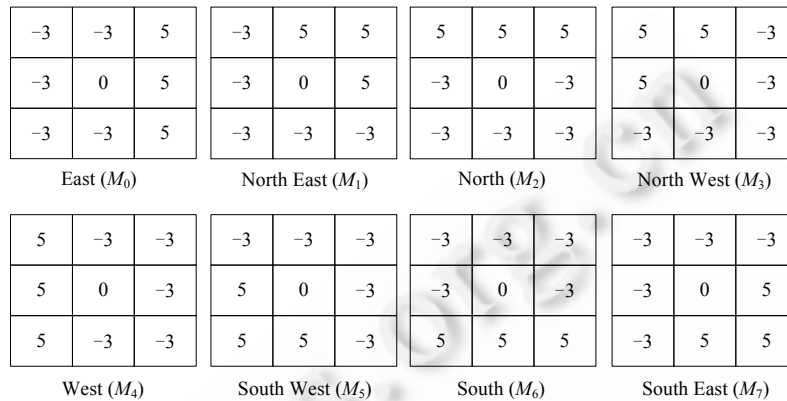 −3 −3 5 −3 5 5 5 5 5 5 5 −3
−3 0 5 −3 0 5 −3 0 −3 5 0 −3
−3 −3 5 −3 −3 −3 −3 −3 −3 −3 −3 −3
East (M₀) North East (M₁) North (M₂) North West (M₃)
5 −3 −3 −3 −3 −3 −3 −3 −3 −3 −3 −3
5 0 −3 5 0 −3 −3 0 −3 −3 0 5
5 −3 −3 5 5 −3 5 5 5 −3 5 5
West (M₄) South West (M₅) South (M₆) South East (M₇)
.org.cn